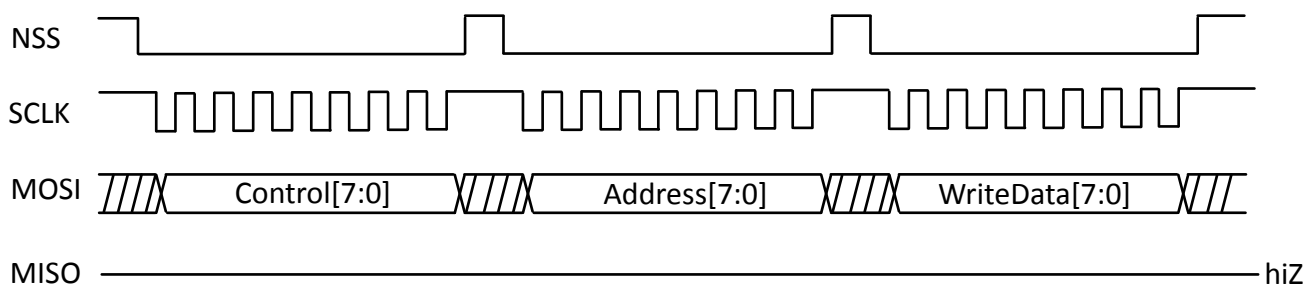 NSS
SCLK
MOSI Control[7:0] Address[7:0] WriteData[7:0]
MISO hiZ